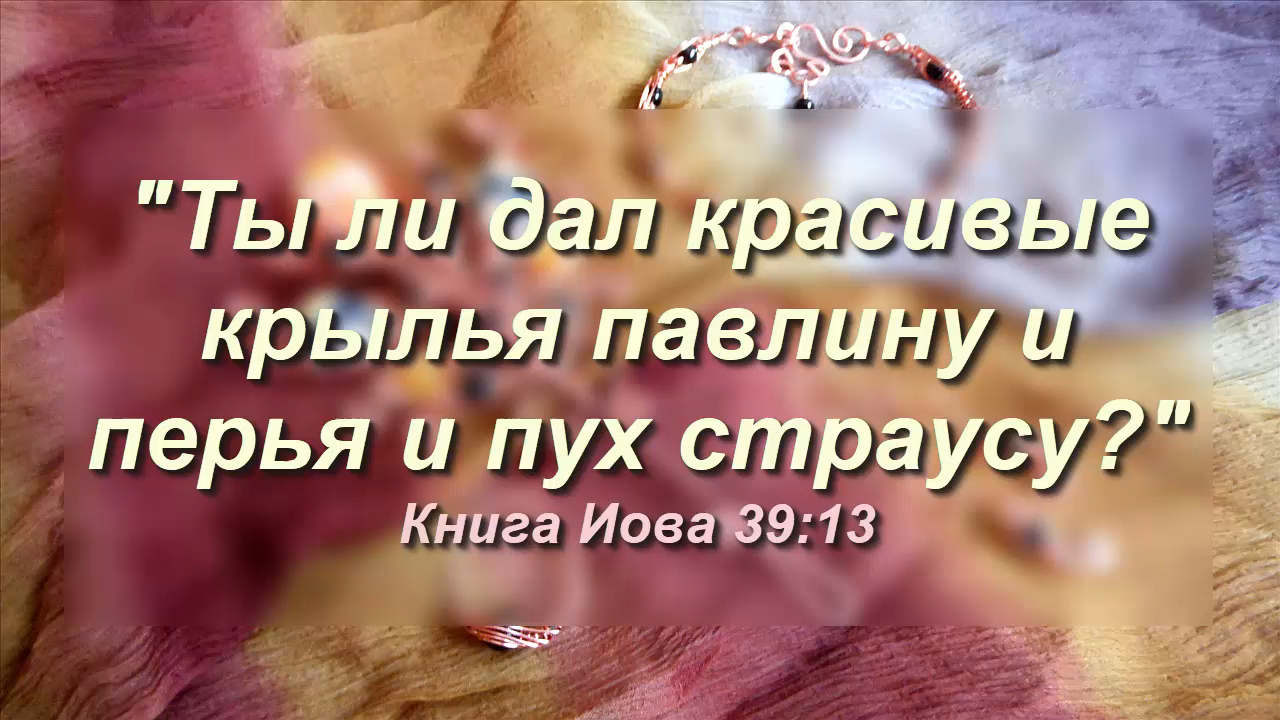 "Ты ли дал красивые
крылья павлину и
перья и пух страусу?"
Книга Иова 39:13